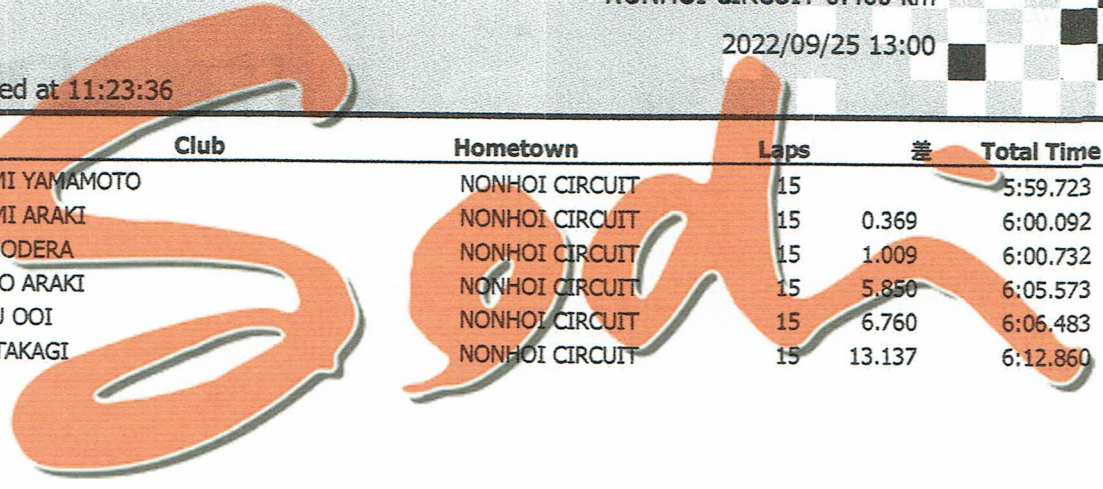 2022/09/25 13:00
ed at 11:23:36
Club Hometown Laps 差 Total Time
MI YAMAMOTO NONHOI CIRCUIT 15 5:59.723
MI ARAKI NONHOI CIRCUIT 15 0.369 6:00.092
ODERA NONHOI CIRCUIT 15 1.009 6:00.732
O ARAKI NONHOI CIRCUIT 15 5.850 6:05.573
U OOI NONHOI CIRCUIT 15 6.760 6:06.483
TAKAGI NONHOI CIRCUIT 15 13.137 6:12.860
Sodi